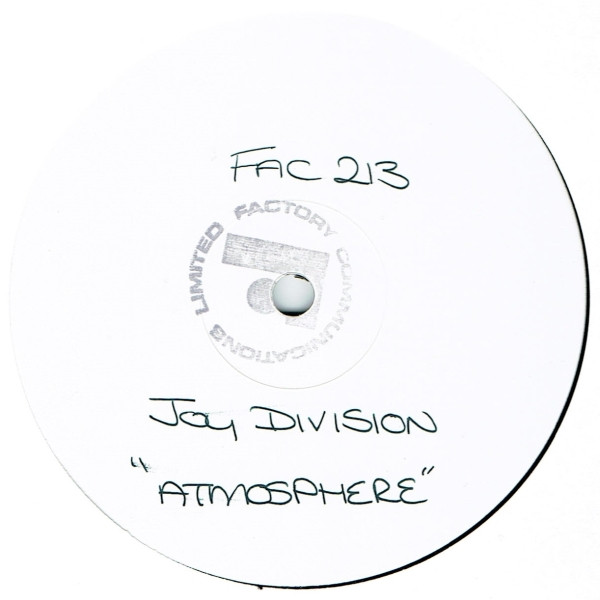 FAC 213
FACTORY COMMUNICATIONS LIMITED
JOY DIVISION
"ATMOSPHERE"